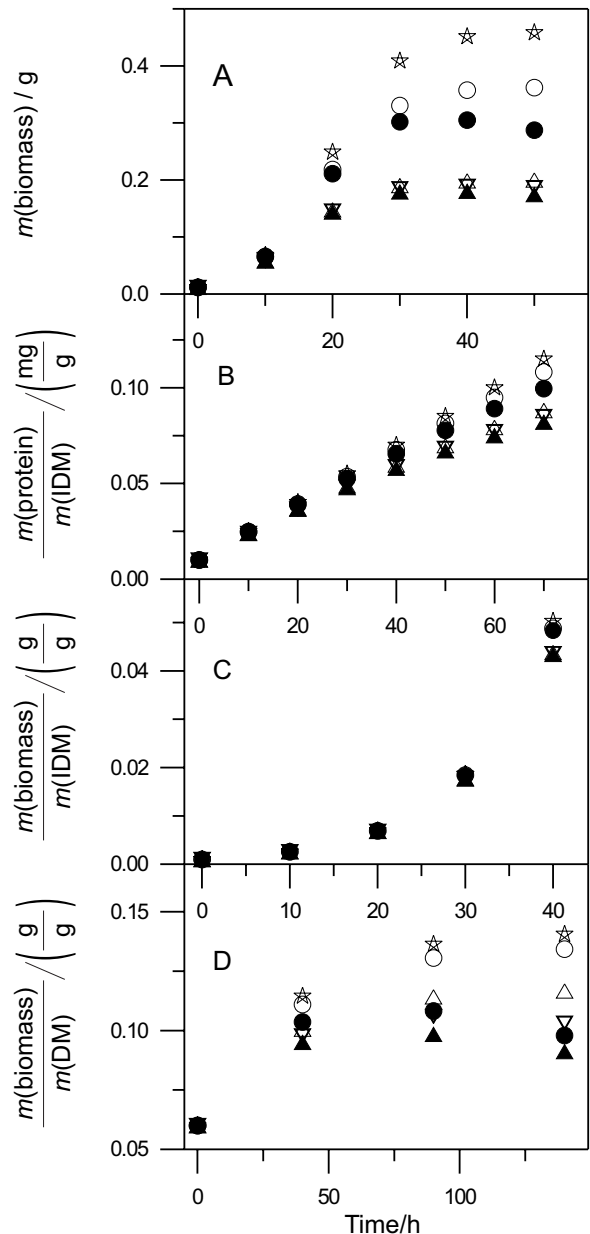 A
m(biomass) / g
0.4
0.2
0.0
0 20 40
B
m(protein)/m(IDM) / (mg/g)
0.10
0.05
0.00
0 20 40 60
C
m(biomass)/m(IDM) / (g/g)
0.04
0.02
0.00
0 10 20 30 40
D
m(biomass)/m(DM) / (g/g)
0.15
0.10
0.05
0 50 100
Time/h